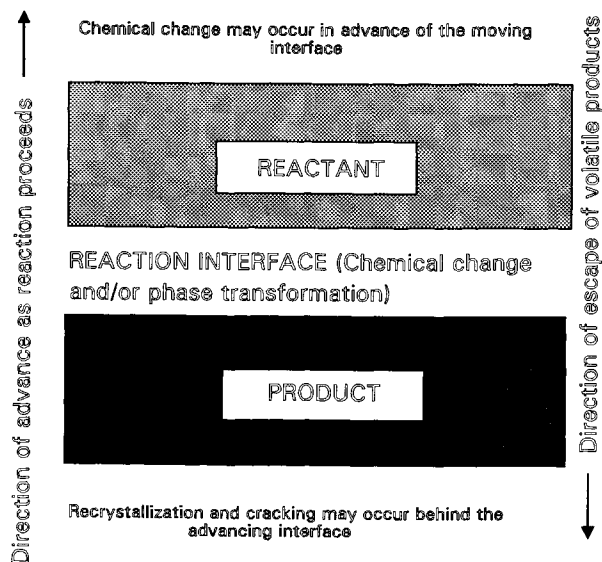 Chemical change may occur in advance of the moving
interface
REACTANT
REACTION INTERFACE (Chemical change
and/or phase transformation)
PRODUCT
Recrystallization and cracking may occur behind the
advancing interface
Direction of advance as reaction proceeds
Direction of escape of volatile products